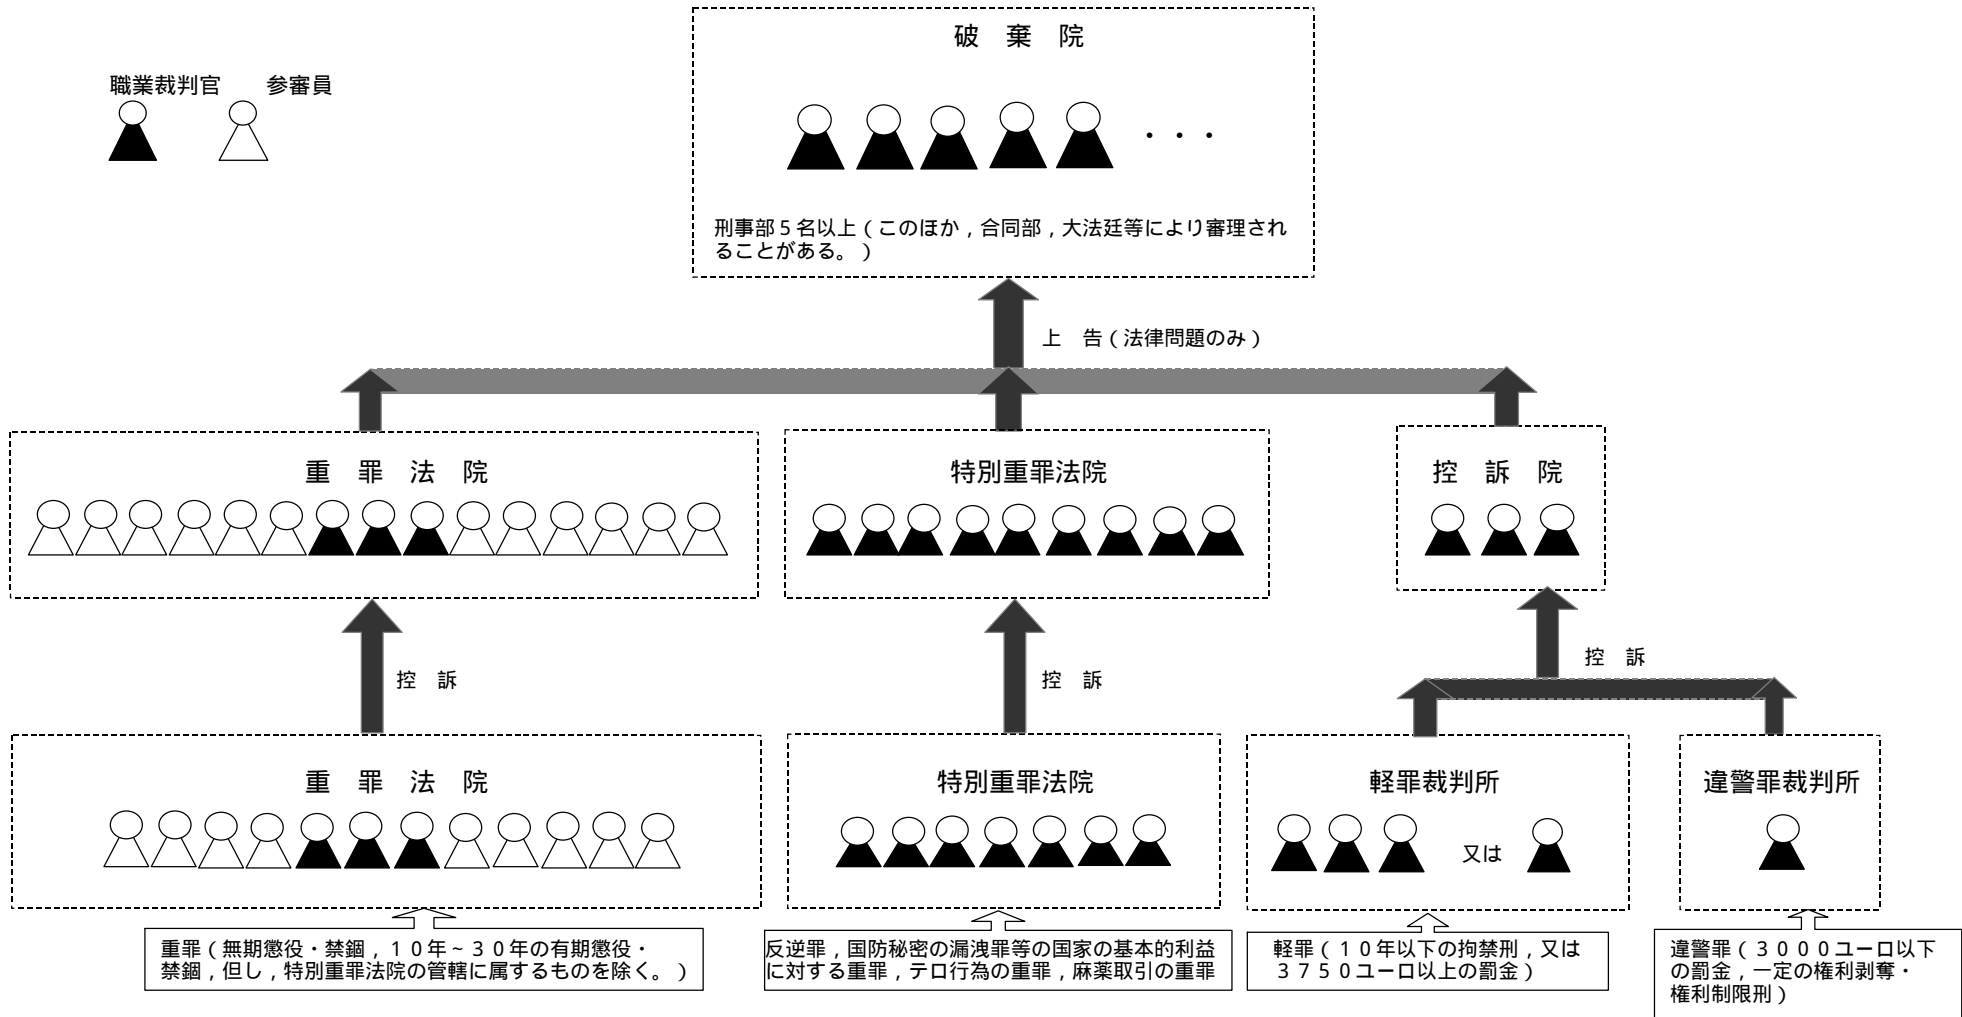 破　棄　院
職業裁判官　参審員
・・・
刑事部５名以上（このほか，合同部，大法廷等により審理され
ることがある。）
上　告（法律問題のみ）
重　罪　法　院
特別重罪法院
控　訴　院
控　訴
控　訴
控　訴
重　罪　法　院
特別重罪法院
軽罪裁判所
又は
違警罪裁判所
重罪（無期懲役・禁錮，１０年～３０年の有期懲役・
禁錮，但し，特別重罪法院の管轄に属するものを除く。）
反逆罪，国防秘密の漏洩罪等の国家の基本的利益
に対する重罪，テロ行為の重罪，麻薬取引の重罪
軽罪（１０年以下の拘禁刑，又は
３７５０ユーロ以上の罰金）
違警罪（３０００ユーロ以下
の罰金，一定の権利剥奪・
権利制限刑）